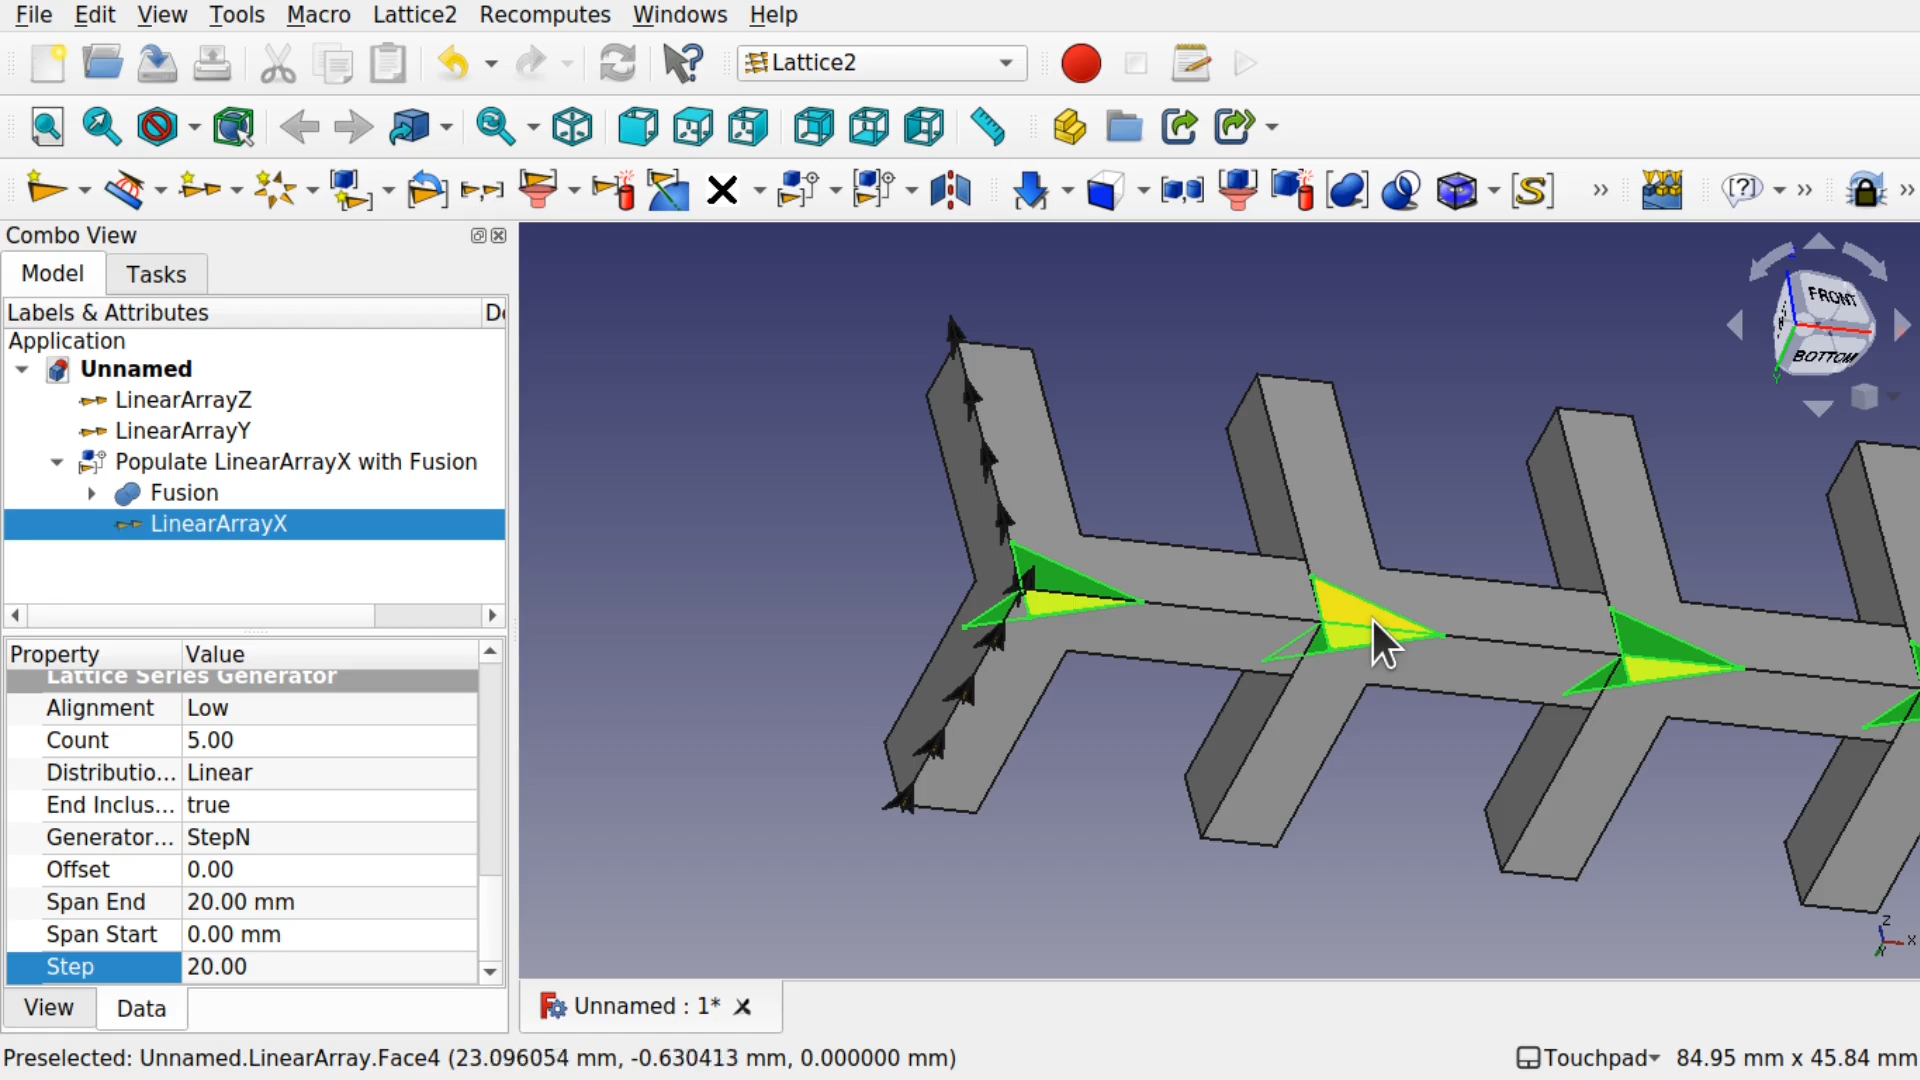 File Edit View Tools Macro Lattice2 Recomputes Windows Help
Lattice2
Combo View
Model Tasks
Labels & Attributes
Application
Unnamed
LinearArrayZ
LinearArrayY
Populate LinearArrayX with Fusion
Fusion
LinearArrayX
Property Value
Lattice Series Generator
Alignment Low
Count 5.00
Distributio... Linear
End Inclus... true
Generator... StepN
Offset 0.00
Span End 20.00 mm
Span Start 0.00 mm
Step 20.00
View Data
FRONT
BOTTOM
Z
X
Y
Unnamed : 1*
Preselected: Unnamed.LinearArray.Face4 (23.096054 mm, -0.630413 mm, 0.000000 mm)
Touchpad 84.95 mm x 45.84 mm